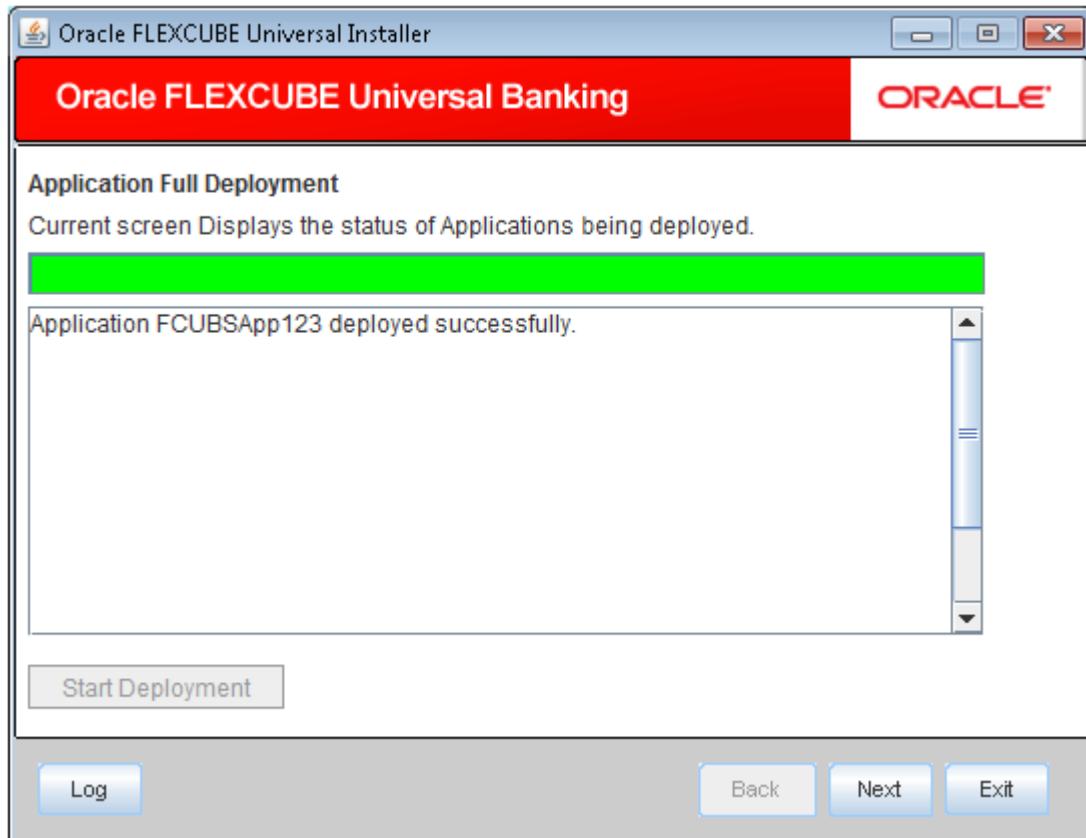 Oracle FLEXCUBE Universal Installer
Oracle FLEXCUBE Universal Banking
ORACLE
Application Full Deployment
Current screen Displays the status of Applications being deployed.
Application FCUBSApp123 deployed successfully.
Start Deployment
Log
Back
Next
Exit